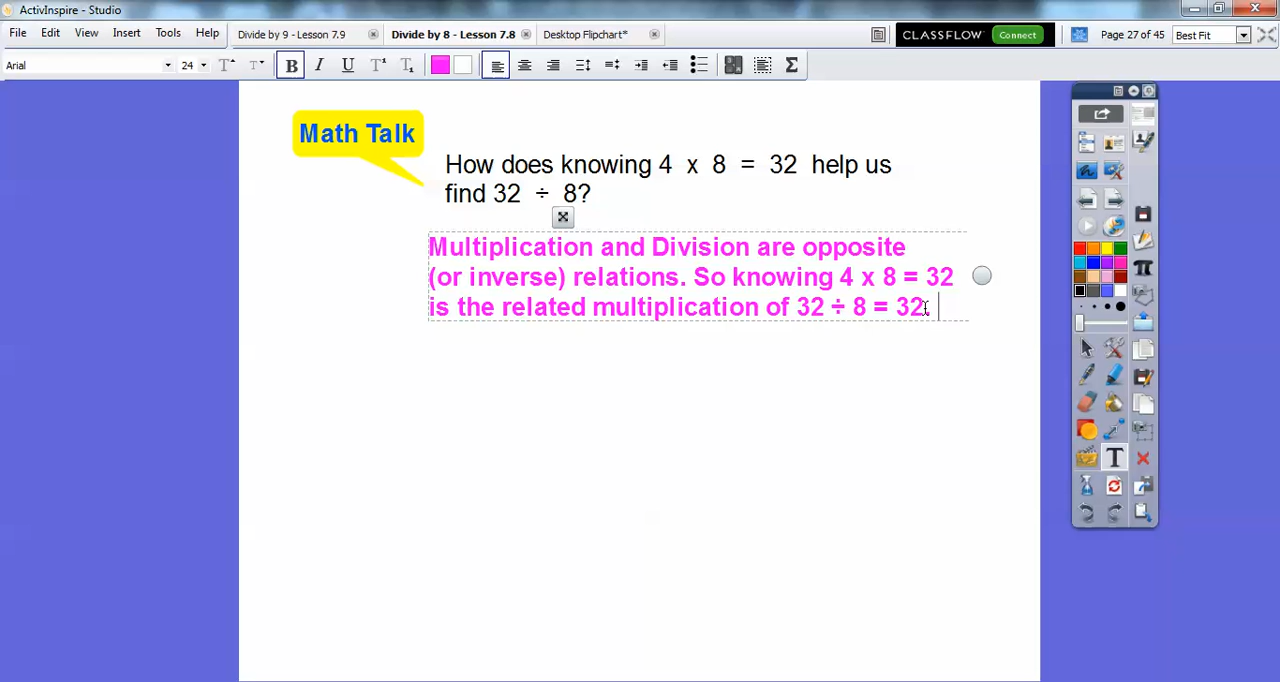 ActivInspire - Studio
File Edit View Insert Tools Help
Divide by 9 - Lesson 7.9
Divide by 8 - Lesson 7.8
Desktop Flipchart*
CLASSFLOW Connect
Page 27 of 45
Best Fit
Arial
24
Math Talk
How does knowing 4 x 8 = 32 help us
find 32 ÷ 8?
Multiplication and Division are opposite
(or inverse) relations. So knowing 4 x 8 = 32
is the related multiplication of 32 ÷ 8 = 32.